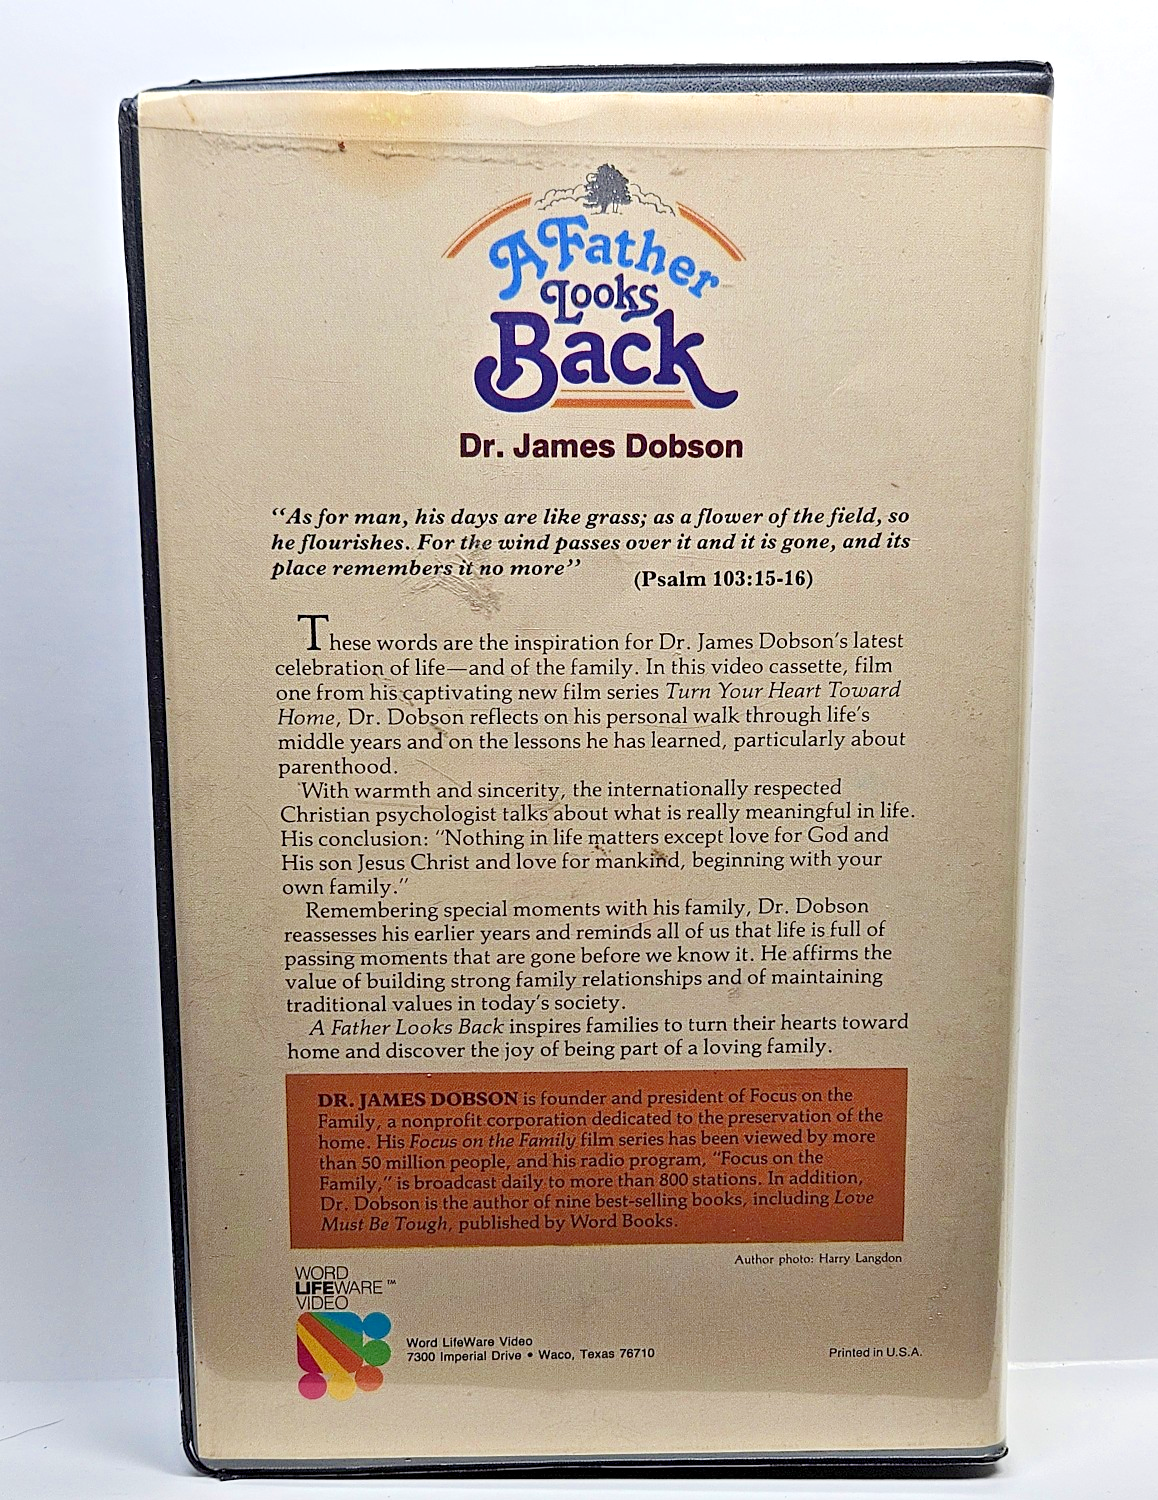 A Father
Looks
Back
Dr. James Dobson
“As for man, his days are like grass; as a flower of the field, so
he flourishes. For the wind passes over it and it is gone, and its
place remembers it no more”
(Psalm 103:15-16)
These words are the inspiration for Dr. James Dobson's latest
celebration of life—and of the family. In this video cassette, film
one from his captivating new film series Turn Your Heart Toward
Home, Dr. Dobson reflects on his personal walk through life's
middle years and on the lessons he has learned, particularly about
parenthood.
With warmth and sincerity, the internationally respected
Christian psychologist talks about what is really meaningful in life.
His conclusion: “Nothing in life matters except love for God and
His son Jesus Christ and love for mankind, beginning with your
own family.”
Remembering special moments with his family, Dr. Dobson
reassesses his earlier years and reminds all of us that life is full of
passing moments that are gone before we know it. He affirms the
value of building strong family relationships and of maintaining
traditional values in today's society.
A Father Looks Back inspires families to turn their hearts toward
home and discover the joy of being part of a loving family.
DR. JAMES DOBSON is founder and president of Focus on the
Family, a nonprofit corporation dedicated to the preservation of the
home. His Focus on the Family film series has been viewed by more
than 50 million people, and his radio program, “Focus on the
Family,” is broadcast daily to more than 800 stations. In addition,
Dr. Dobson is the author of nine best-selling books, including Love
Must Be Tough, published by Word Books.
Author photo: Harry Langdon
WORD
LIFEWARE™
VIDEO
Word LifeWare Video
7300 Imperial Drive • Waco, Texas 76710
Printed in U.S.A.